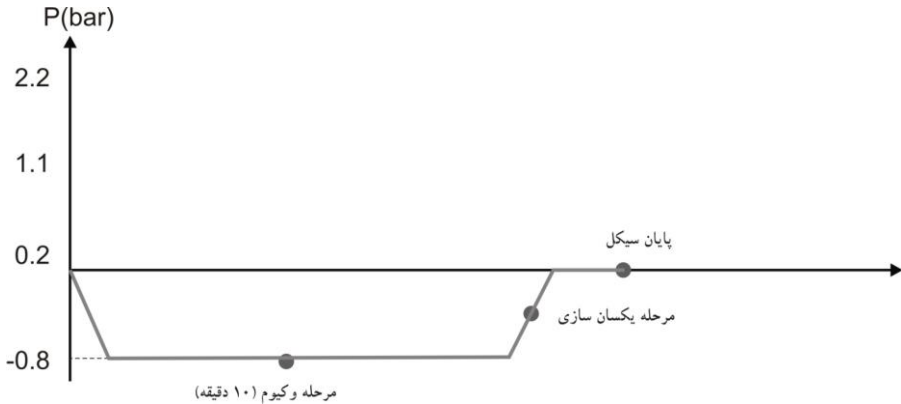 P(bar)
2.2
1.1
0.2
پایان سیکل
مرحله یکسان سازی
-0.8
مرحله وکیوم (۱۰ دقیقه)